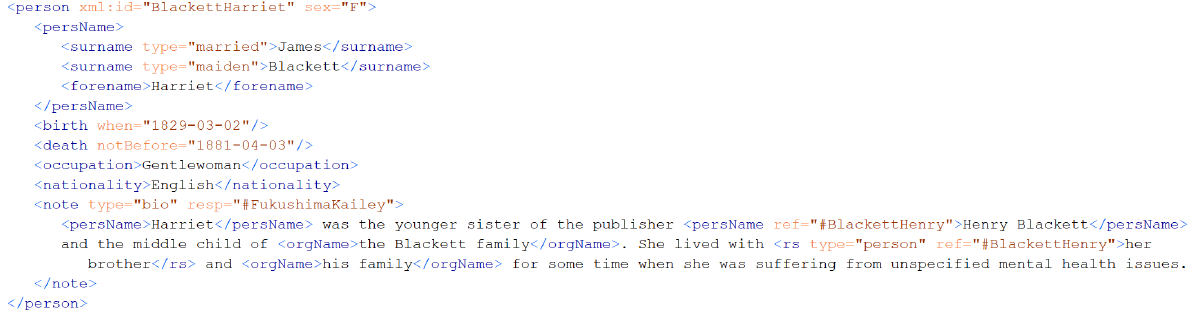 <person xml:id="BlackettHarriet" sex="F">
<persName>
<surname type="married">James</surname>
<surname type="maiden">Blackett</surname>
<forename>Harriet</forename>
</persName>
<birth when="1829-03-02"/>
<death notBefore="1881-04-03"/>
<occupation>Gentlewoman</occupation>
<nationality>English</nationality>
<note type="bio" resp="#FukushimaKailey">
<persName>Harriet</persName> was the younger sister of the publisher <persName ref="#BlackettHenry">Henry Blackett</persName>
and the middle child of <orgName>the Blackett family</orgName>. She lived with <rs type="person" ref="#BlackettHenry">her
brother</rs> and <orgName>his family</orgName> for some time when she was suffering from unspecified mental health issues.
</note>
</person>